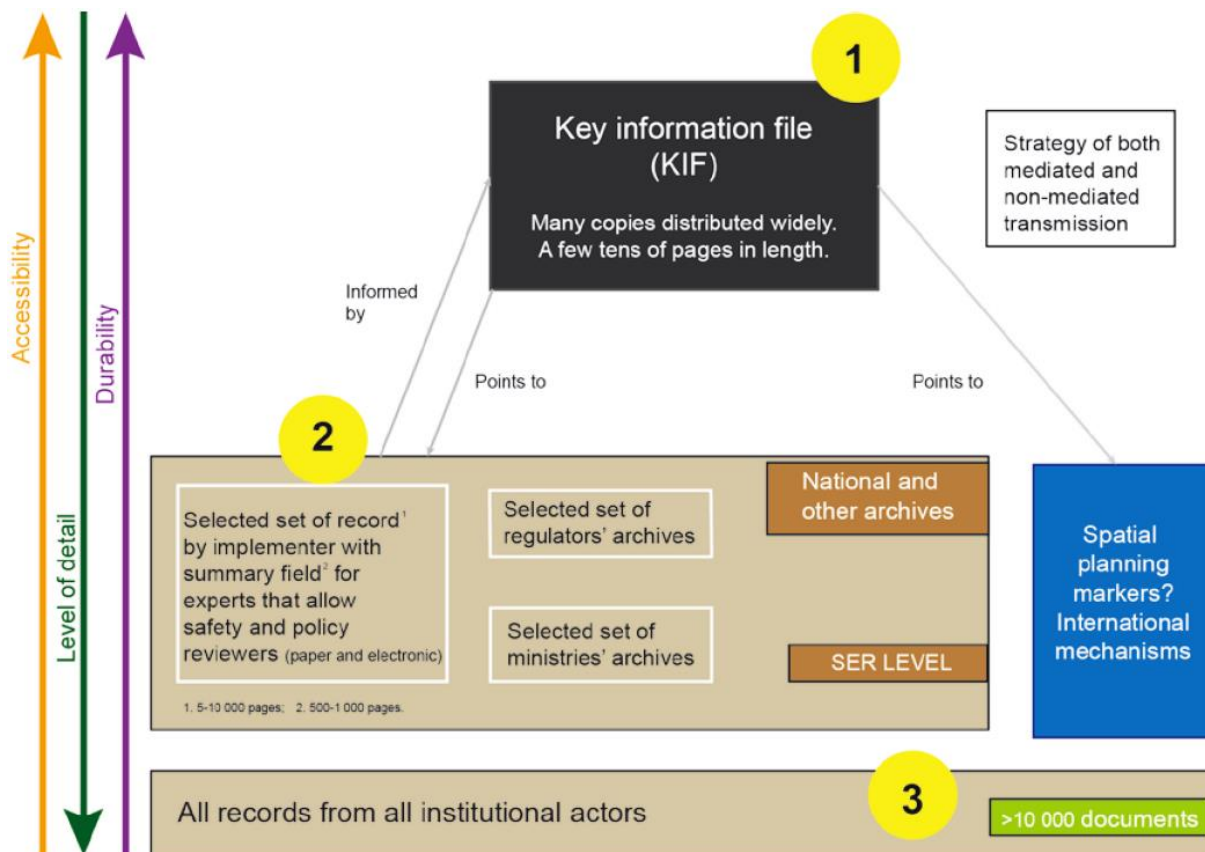 1
Key information file
(KIF)
Many copies distributed widely.
A few tens of pages in length.
Strategy of both
mediated and
non-mediated
transmission
Accessibility
Level of detail
Durability
Informed
by
Points to
Points to
2
Selected set of record¹
by implementer with
summary field² for
experts that allow
safety and policy
reviewers (paper and electronic)
1. 5-10 000 pages; 2. 500-1 000 pages.
Selected set of
regulators' archives
Selected set of
ministries' archives
National and
other archives
SER LEVEL
Spatial
planning
markers?
International
mechanisms
3
All records from all institutional actors
>10 000 documents